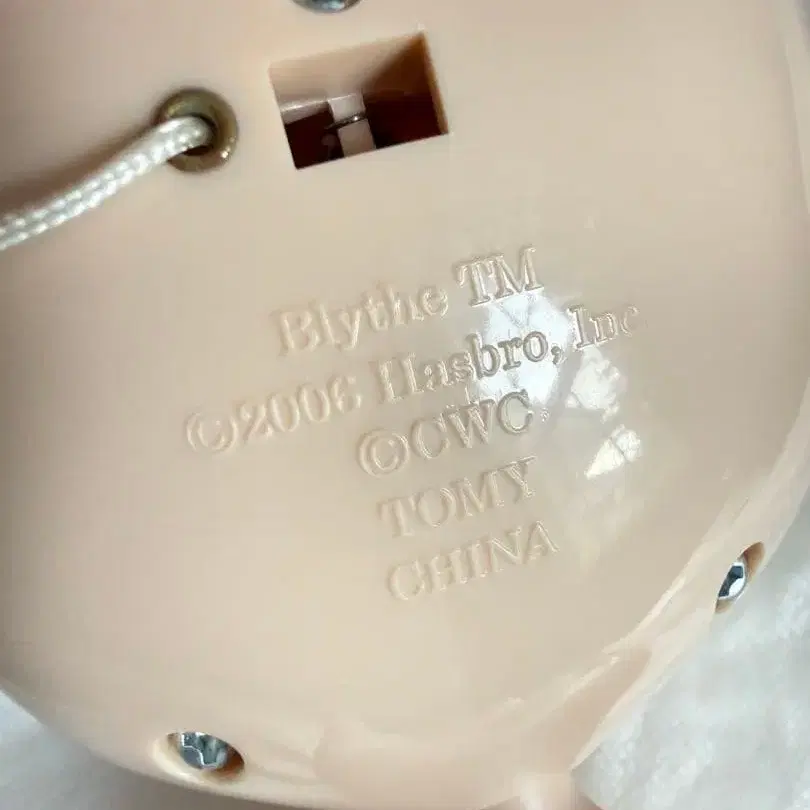 Blythe TM
©2006 Hasbro, Inc.
©CWC.
TOMY
CHINA